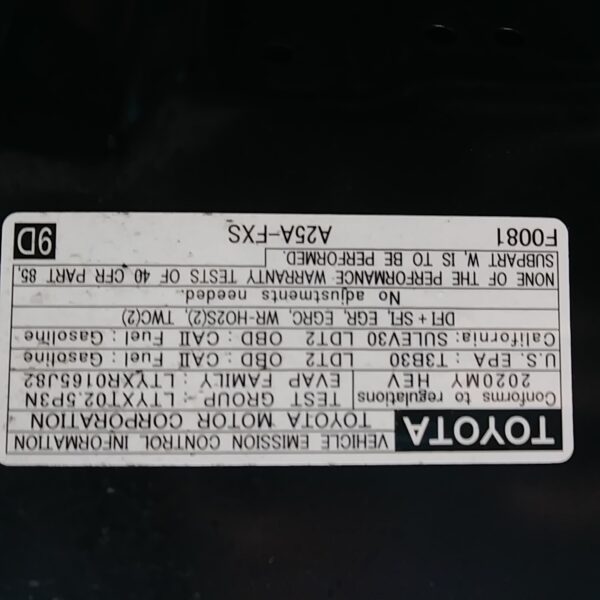 TOYOTA VEHICLE EMISSION CONTROL INFORMATION
TOYOTA MOTOR CORPORATION
Conforms to regulations TEST GROUP : LTYXT02.5P3N
2020MY HEV EVAP FAMILY : LTYXR0165J82
U.S. EPA : T3B30 LDT2 OBD : CAII Fuel : Gasoline
California: SULEV30 LDT2 OBD : CAII Fuel : Gasoline
DFI + SFI, EGR, EGRC, WR-HO2S(2), TWC(2)
No adjustments needed.
NONE OF THE PERFORMANCE WARRANTY TESTS OF 40 CFR PART 85,
SUBPART W, IS TO BE PERFORMED.
F0081 A25A-FXS 9D